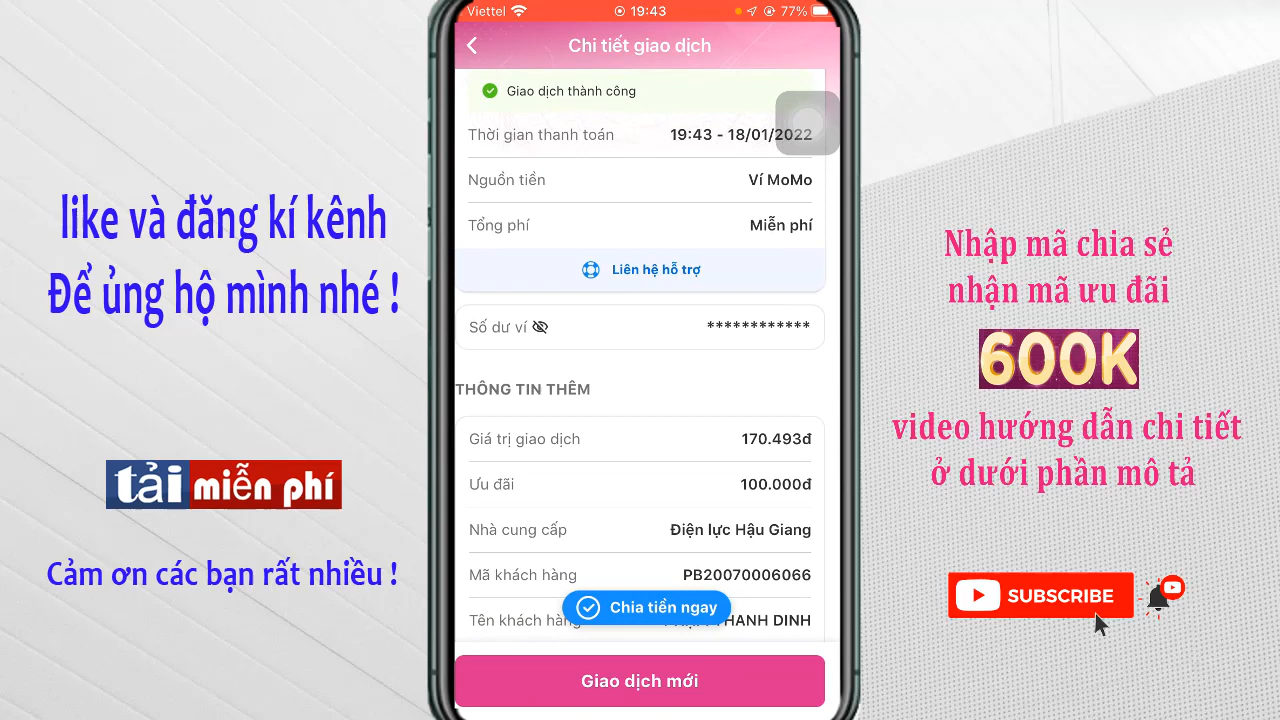 Viettel
19:43
77%
Chi tiết giao dịch
Giao dịch thành công
Thời gian thanh toán 19:43 - 18/01/2022
Nguồn tiền Ví MoMo
Tổng phí Miễn phí
Liên hệ hỗ trợ
Số dư ví ************
THÔNG TIN THÊM
Giá trị giao dịch 170.493đ
Ưu đãi 100.000đ
Nhà cung cấp Điện lực Hậu Giang
Mã khách hàng PB20070006066
Chia tiền ngay
Tên khách hàng THANH DINH
Giao dịch mới
like và đăng kí kênh
Để ủng hộ mình nhé !
tải miễn phí
Cảm ơn các bạn rất nhiều !
Nhập mã chia sẻ
nhận mã ưu đãi
600K
video hướng dẫn chi tiết
ở dưới phần mô tả
SUBSCRIBE